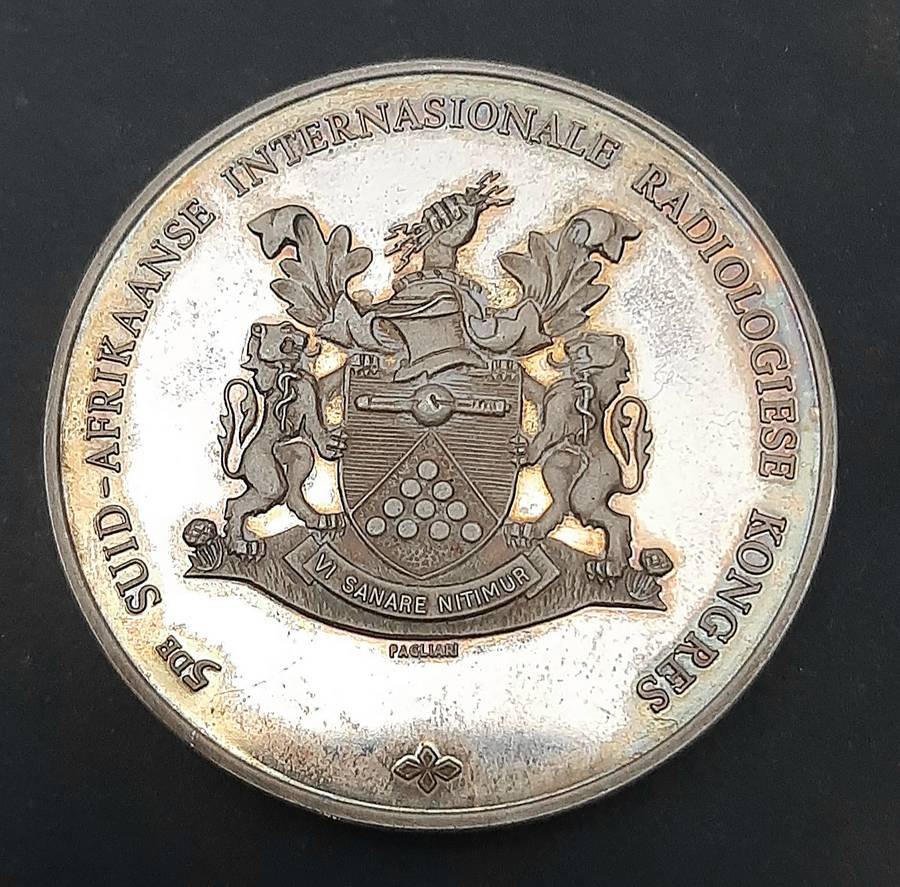 5DE SUID-AFRIKAANSE INTERNASIONALE RADIOLOGIESE KONGRES
VI SANARE NITIMUR
PAGLIARI